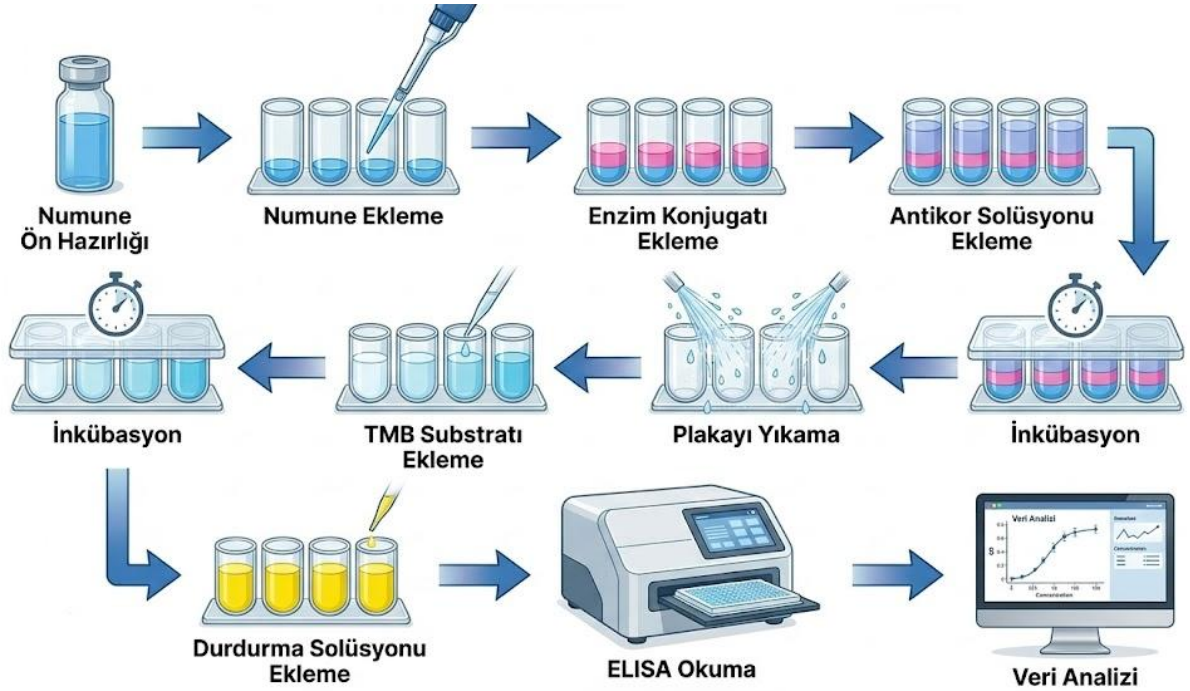 Numune
Ön Hazırlığı
Numune Ekleme
Enzim Konjugatı
Ekleme
Antikor Solüsyonu
Ekleme
İnkübasyon
TMB Substratı
Ekleme
Plakayı Yıkama
İnkübasyon
Durdurma Solüsyonu
Ekleme
ELISA Okuma
Veri Analizi
Concentration
Veri Analizi